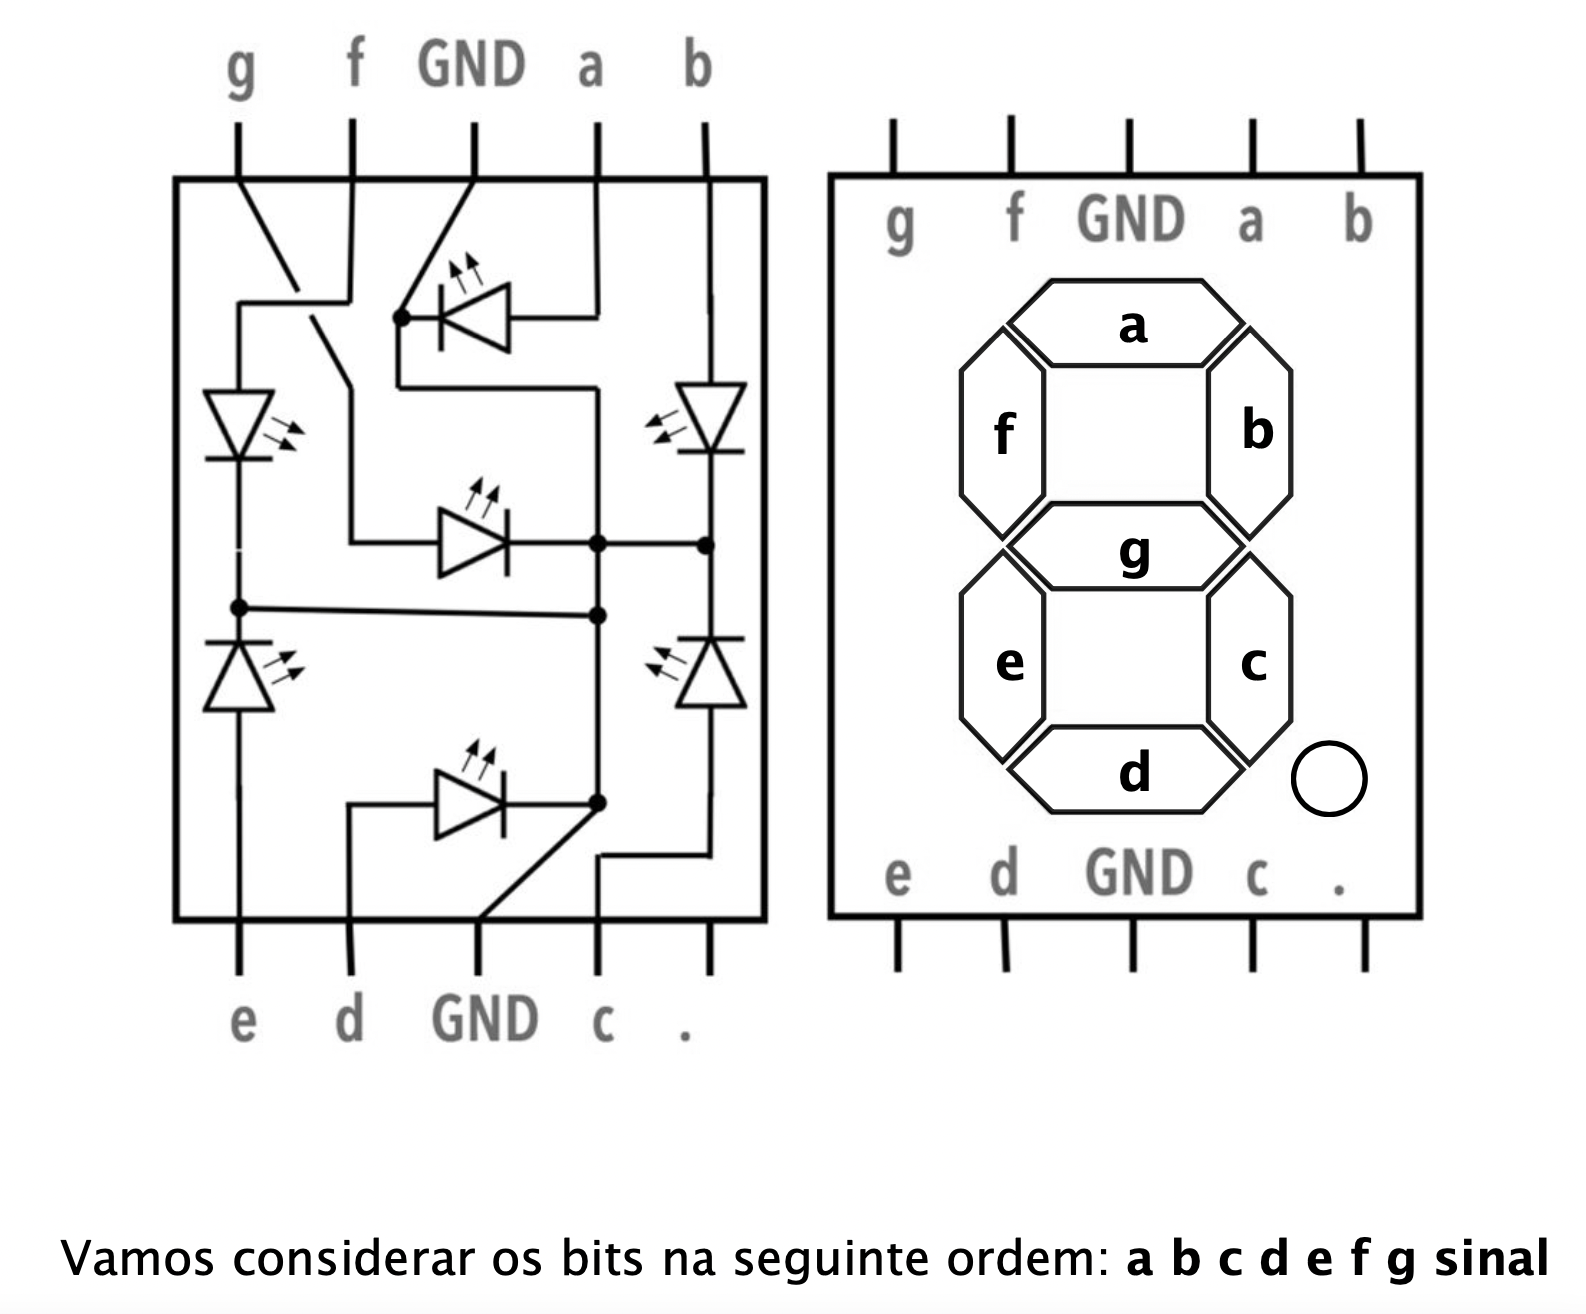 g f GND a b
e d GND c .
g f GND a b
a
f b
g
e c
d
e d GND c .
Vamos considerar os bits na seguinte ordem: a b c d e f g sinal